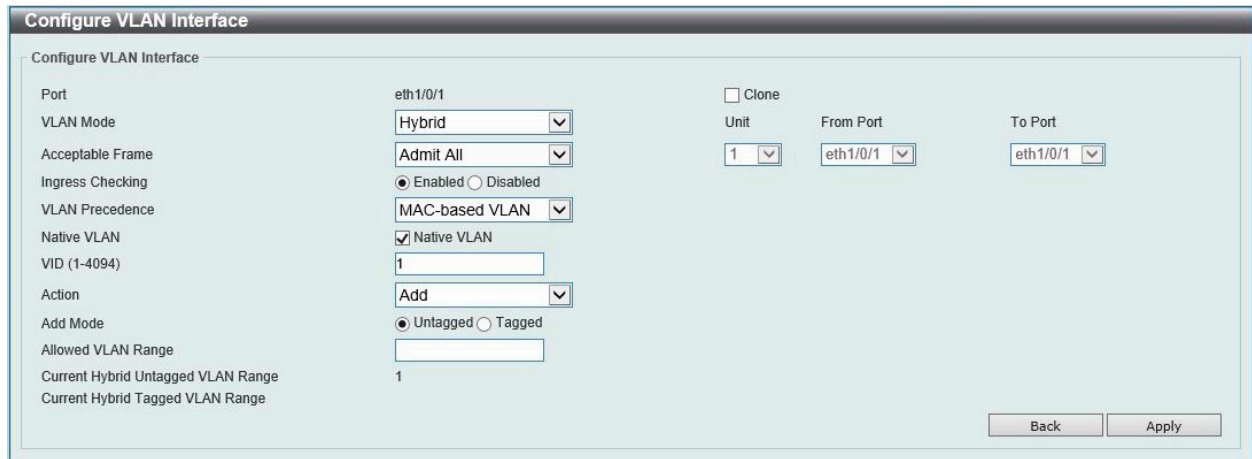 Configure VLAN Interface
Configure VLAN Interface
Port eth1/0/1 Clone
VLAN Mode Hybrid Unit From Port To Port
Acceptable Frame Admit All 1 eth1/0/1 eth1/0/1
Ingress Checking Enabled Disabled
VLAN Precedence MAC-based VLAN
Native VLAN Native VLAN
VID (1-4094) 1
Action Add
Add Mode Untagged Tagged
Allowed VLAN Range
Current Hybrid Untagged VLAN Range 1
Current Hybrid Tagged VLAN Range
Back Apply